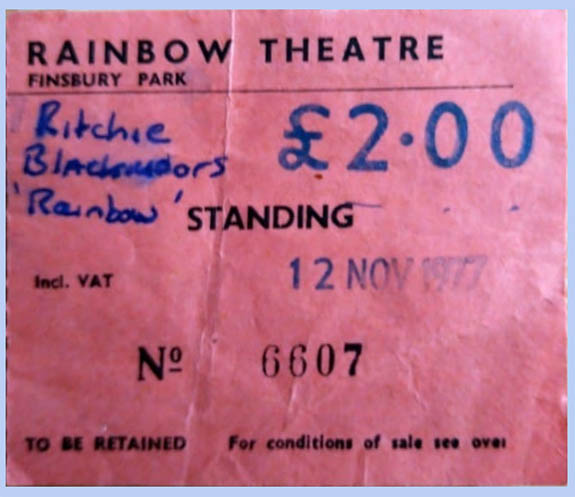 RAINBOW THEATRE
FINSBURY PARK
Ritchie
Blackmoors
'Rainbow'
£2·00
STANDING
Incl. VAT
12 NOV 1977
Nº 6607
TO BE RETAINED For conditions of sale see over